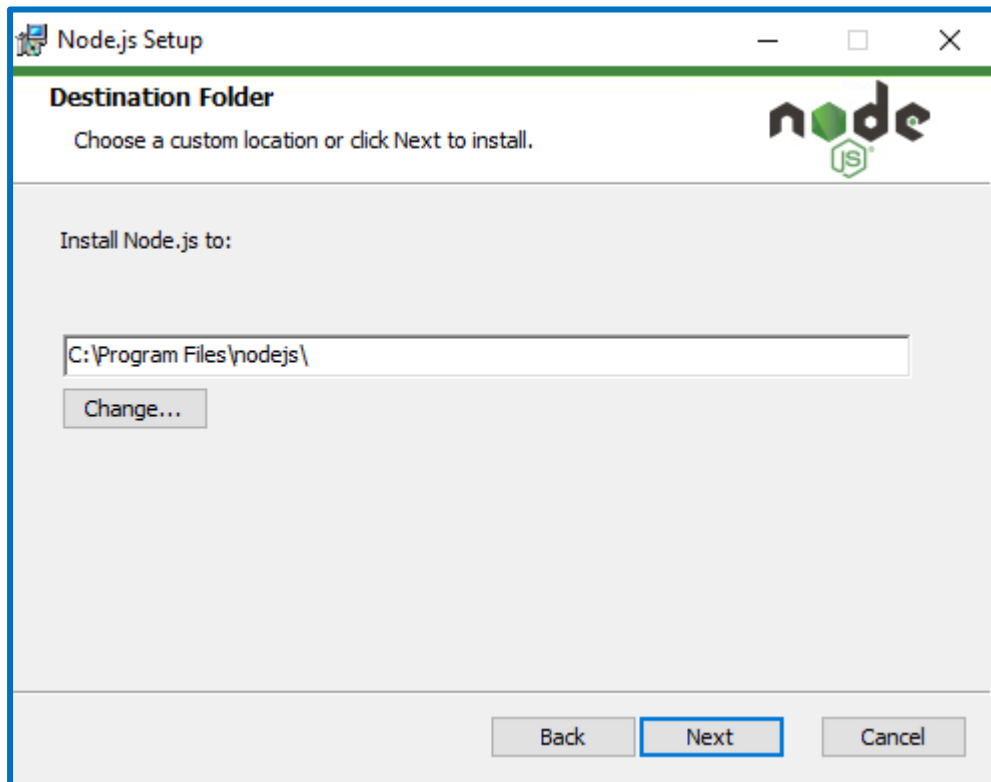 Node.js Setup
Destination Folder
Choose a custom location or click Next to install.
node
JS®
Install Node.js to:
C:\Program Files\nodejs\
Change...
Back Next Cancel